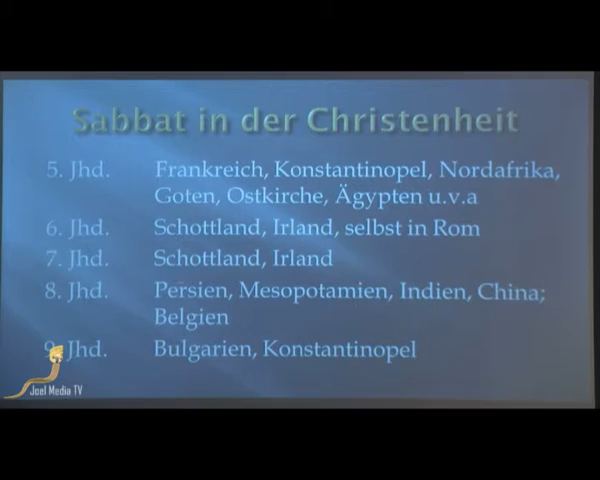 Sabbat in der Christenheit
5. Jhd. Frankreich, Konstantinopel, Nordafrika,
Goten, Ostkirche, Ägypten u.v.a
6. Jhd. Schottland, Irland, selbst in Rom
7. Jhd. Schottland, Irland
8. Jhd. Persien, Mesopotamien, Indien, China;
Belgien
9. Jhd. Bulgarien, Konstantinopel
Joel Media TV